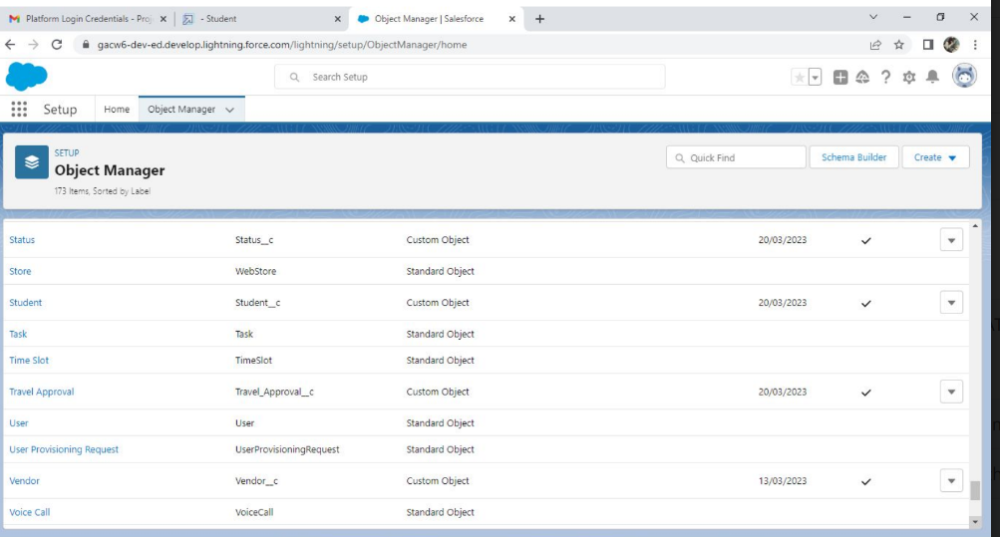 Platform Login Credentials - Proj
- Student
Object Manager | Salesforce
gacw6-dev-ed.develop.lightning.force.com/lightning/setup/ObjectManager/home
Search Setup
Setup Home Object Manager
SETUP
Object Manager
173 Items, Sorted by Label
Quick Find
Schema Builder
Create
Status Status__c Custom Object 20/03/2023
Store WebStore Standard Object
Student Student__c Custom Object 20/03/2023
Task Task Standard Object
Time Slot TimeSlot Standard Object
Travel Approval Travel_Approval__c Custom Object 20/03/2023
User User Standard Object
User Provisioning Request UserProvisioningRequest Standard Object
Vendor Vendor__c Custom Object 13/03/2023
Voice Call VoiceCall Standard Object